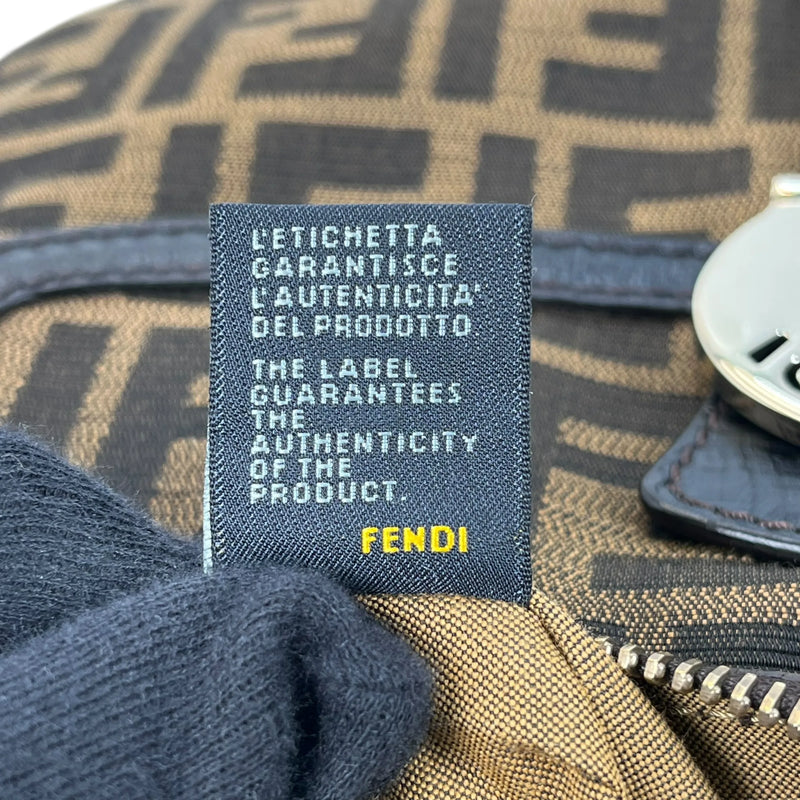 L'ETICHETTA
GARANTISCE
L'AUTENTICITA'
DEL PRODOTTO
THE LABEL
GUARANTEES
THE
AUTHENTICITY
OF THE
PRODUCT.
FENDI